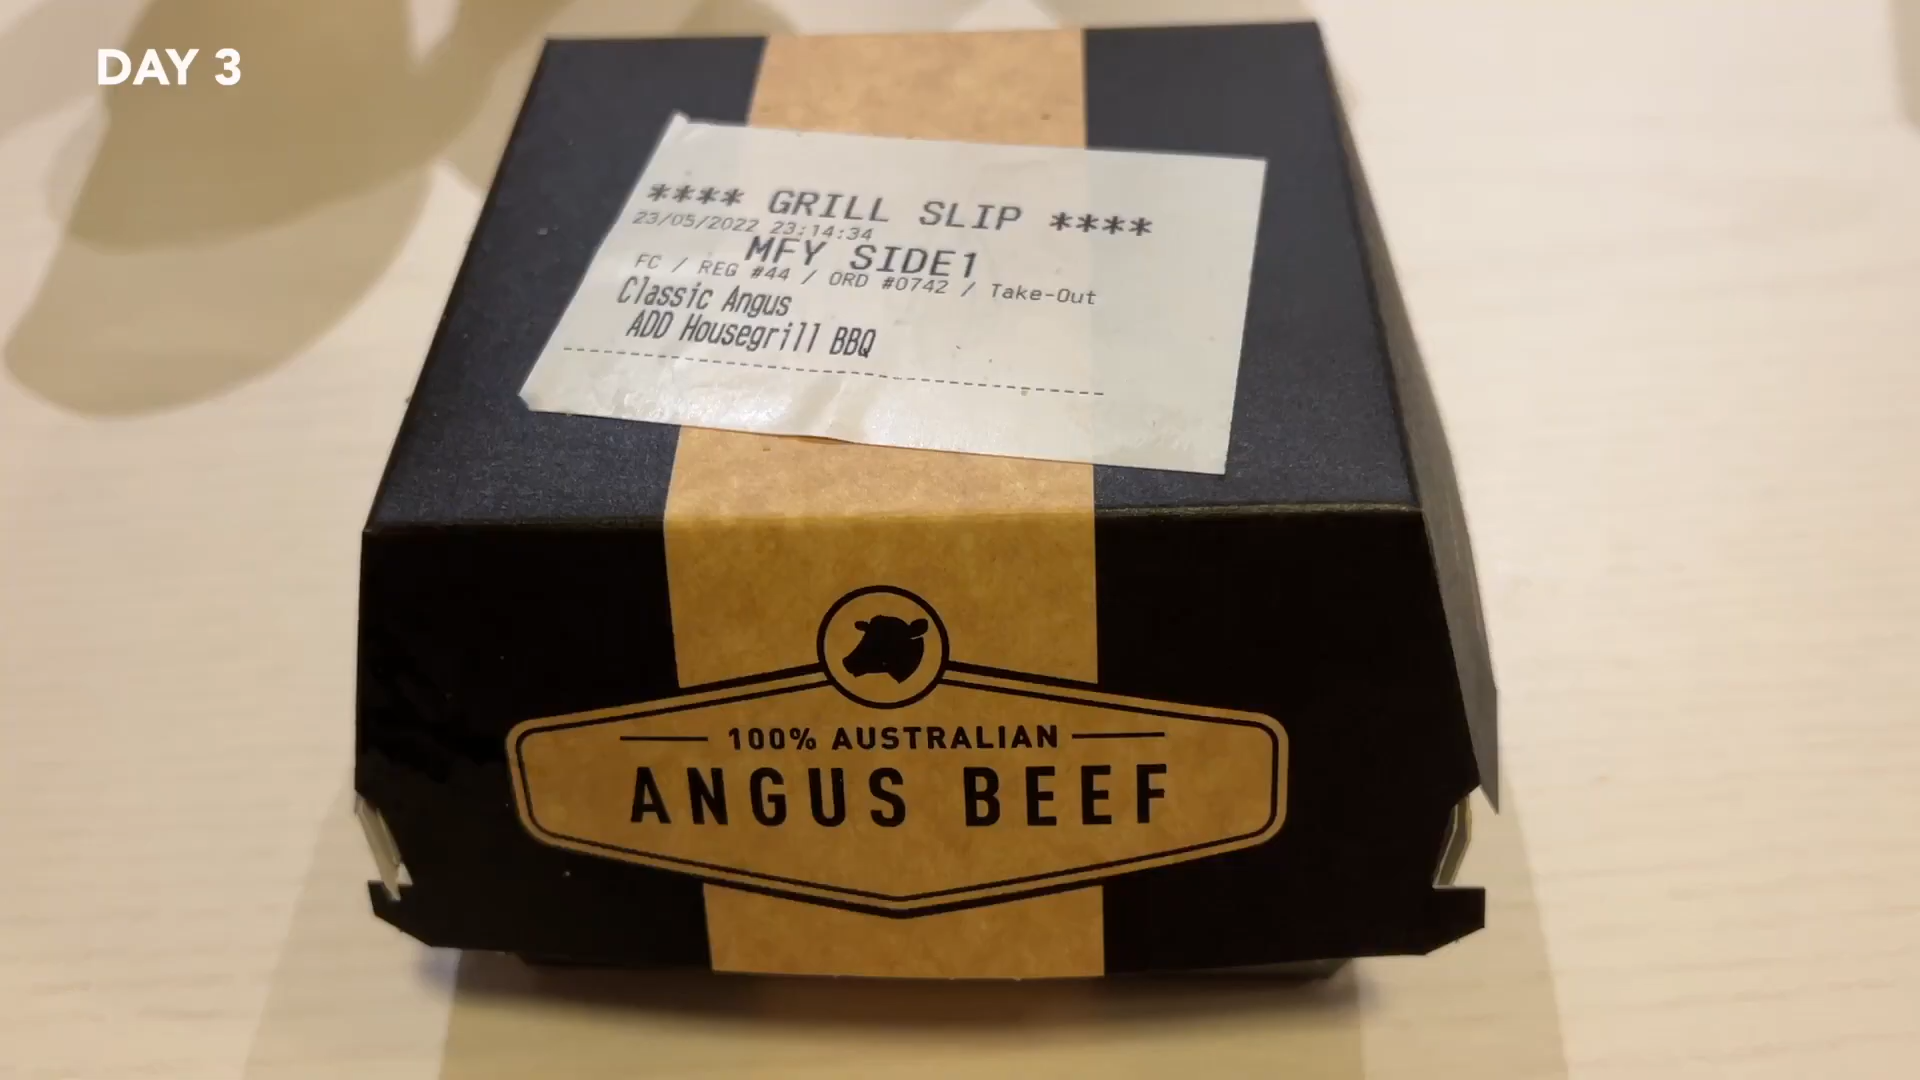 DAY 3
**** GRILL SLIP ****
23/05/2022 23:14:34
MFY SIDE1
FC / REG #44 / ORD #0742 / Take-Out
Classic Angus
ADD Housegrill BBQ
100% AUSTRALIAN
ANGUS BEEF